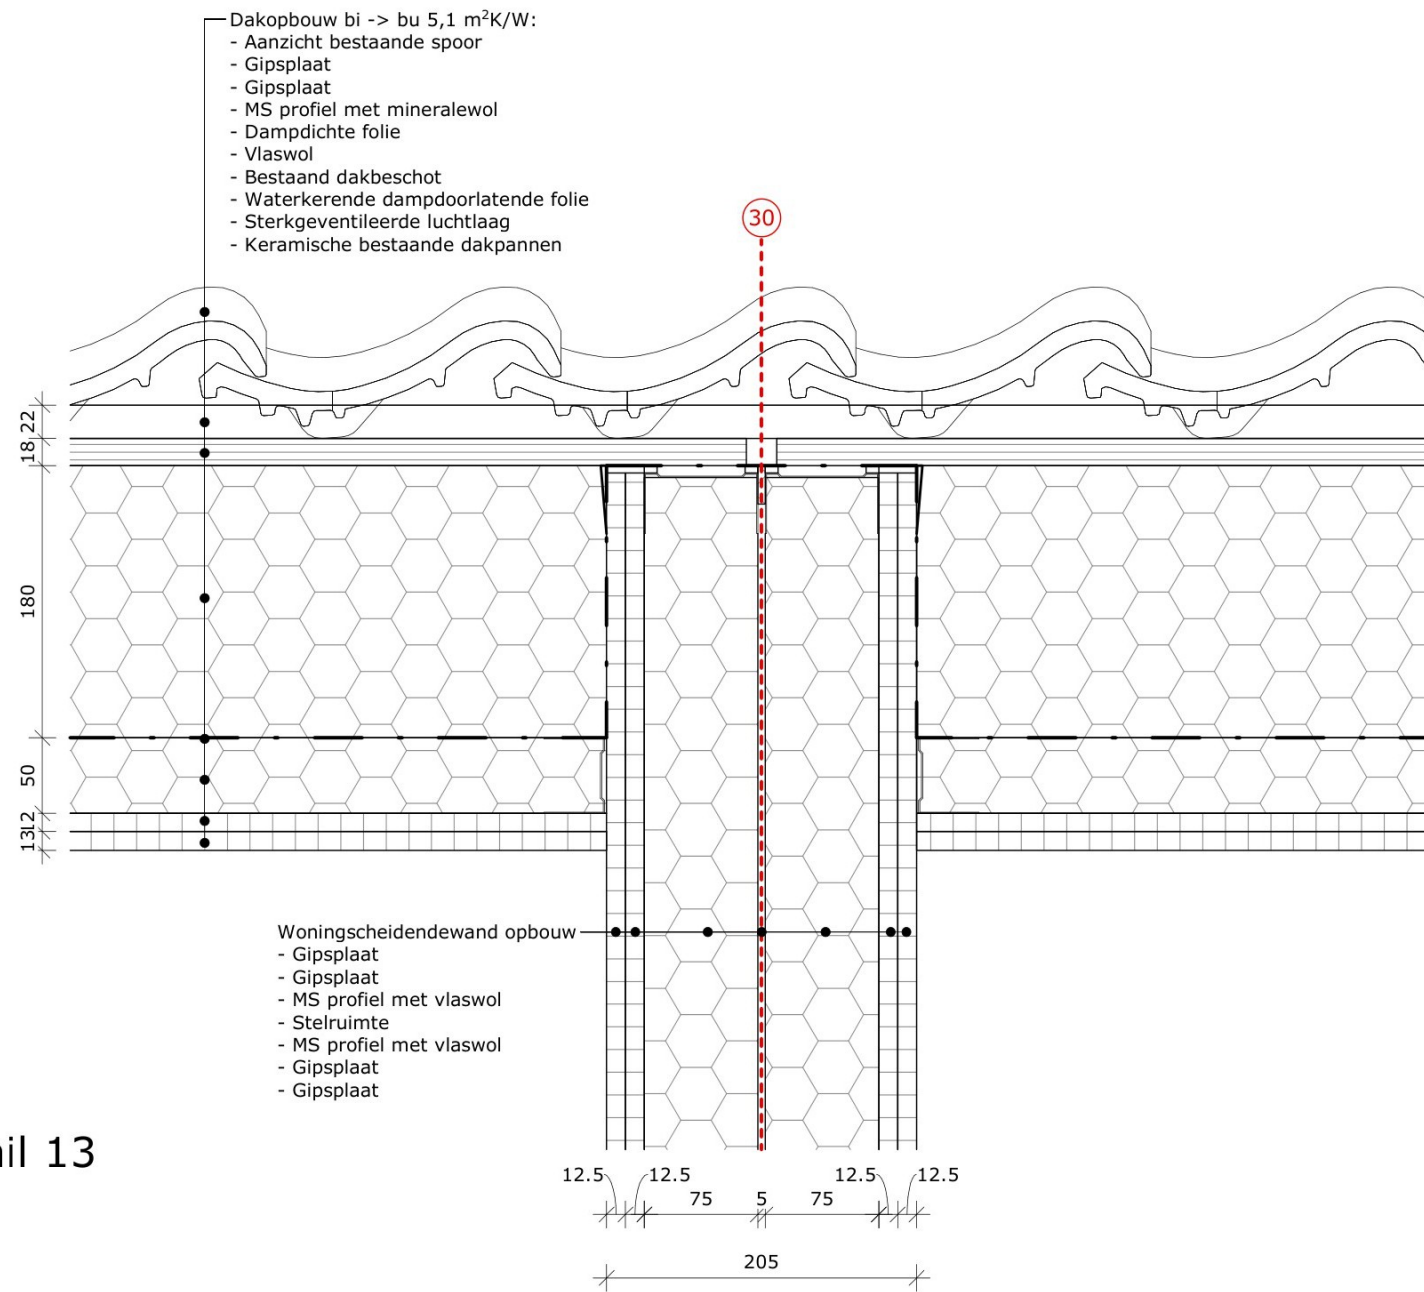 Dakopbouw bi -> bu 5,1 m²K/W:
- Aanzicht bestaande spoor
- Gipsplaat
- Gipsplaat
- MS profiel met mineralewol
- Dampdichte folie
- Vlaswol
- Bestaand dakbeschot
- Waterkerende dampdoorlatende folie
- Sterkgeventileerde luchtlaag
- Keramische bestaande dakpannen
30
22
18
180
50
12
13
Woningscheidendewand opbouw
- Gipsplaat
- Gipsplaat
- MS profiel met vlaswol
- Stelruimte
- MS profiel met vlaswol
- Gipsplaat
- Gipsplaat
il 13
12.5 12.5 12.5 12.5
75 5 75
205